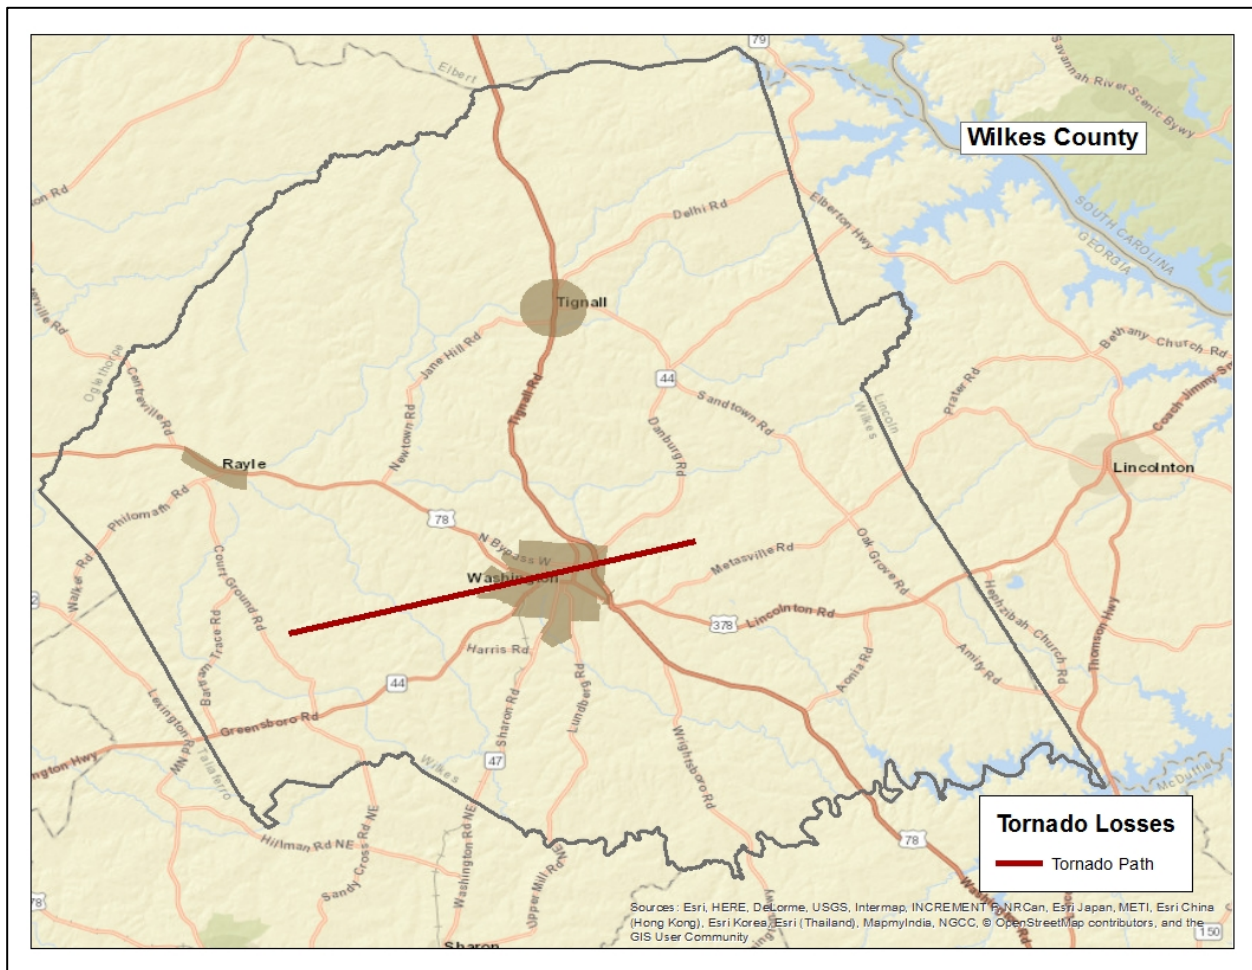 79
Elbert
Savannah River Scenic Byw
Wilkes County
Delhi Rd
Elberton Hwy
SOUTH CAROLINA
GEORGIA
Tignall
Oglethorpe
Centreville Rd
Jane Hill Rd
Tignall Rd
44
Bethany Church Rd
Prater Rd
Sandtown Rd
Lincoln
Wilkes
Newtown Rd
Danburg Rd
Rayle
Lincolnton
Philomath Rd
78
N Bypass W
Oak Grove Rd
Metasville Rd
Washington
Court Ground Rd
Walker Rd
Barnett Trace Rd
378
Lincolnton Rd
Hephzibah Church Rd
Thomson Hwy
Harris Rd
44
Aonia Rd
Amity Rd
Lexington Rd NW
Greensboro Rd
Sharon Rd
Lundberg Rd
Wrightsboro Rd
47
Taliaferro
Wilkes
Tornado Losses
Tornado Path
78
Hillman Rd NE
Sandy Cross Rd NE
Washington Rd NE
Upper Mill Rd NE
Sources: Esri, HERE, DeLorme, USGS, Intermap, INCREMENT P, NRCan, Esri Japan, METI, Esri China
(Hong Kong), Esri Korea, Esri (Thailand), MapmyIndia, NGCC, © OpenStreetMap contributors, and the
GIS User Community
78
150
Sharon